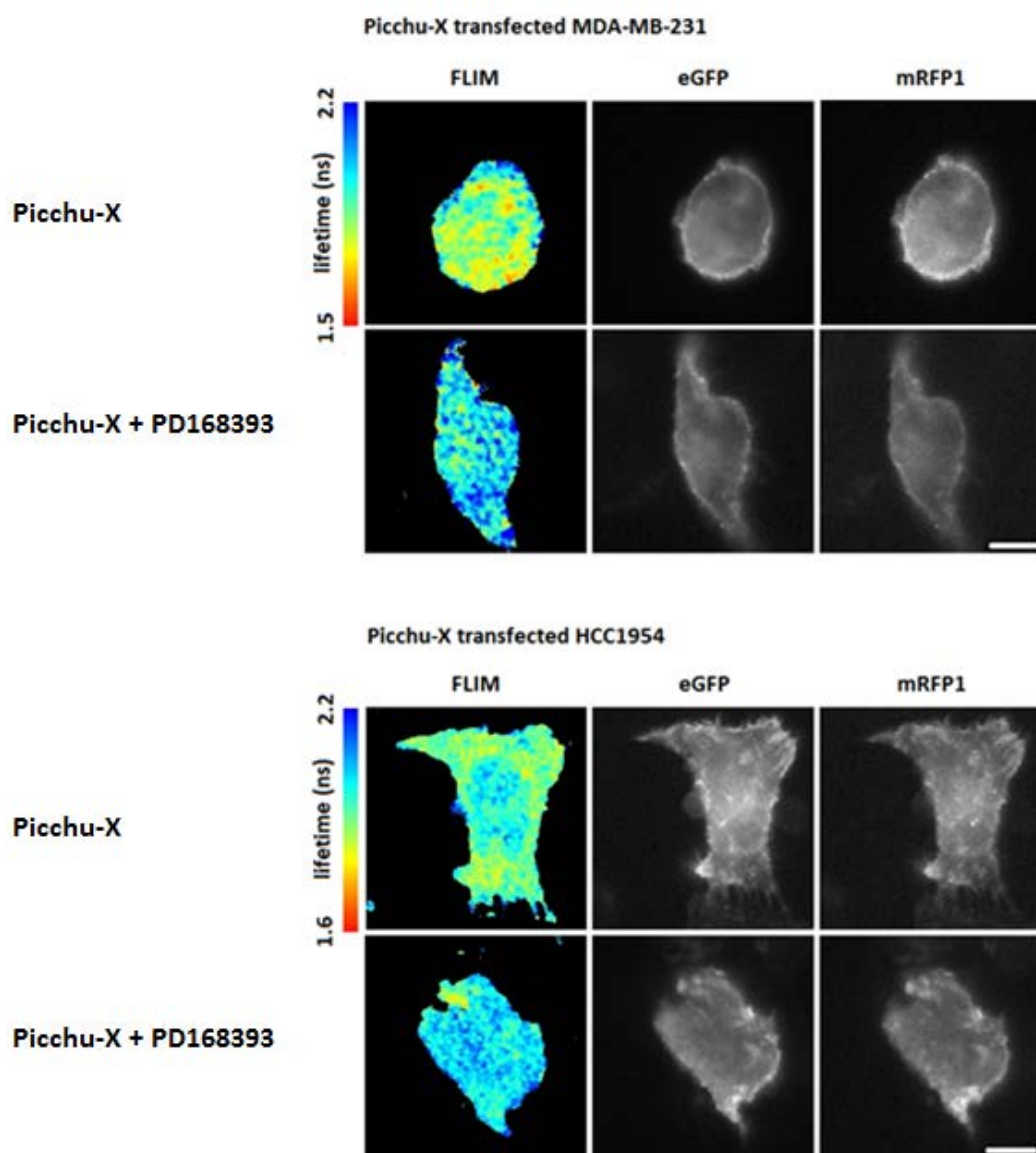 Picchu-X transfected MDA-MB-231
FLIM eGFP mRFP1
2.2
lifetime (ns)
1.5
Picchu-X
Picchu-X + PD168393
Picchu-X transfected HCC1954
FLIM eGFP mRFP1
2.2
lifetime (ns)
1.6
Picchu-X
Picchu-X + PD168393